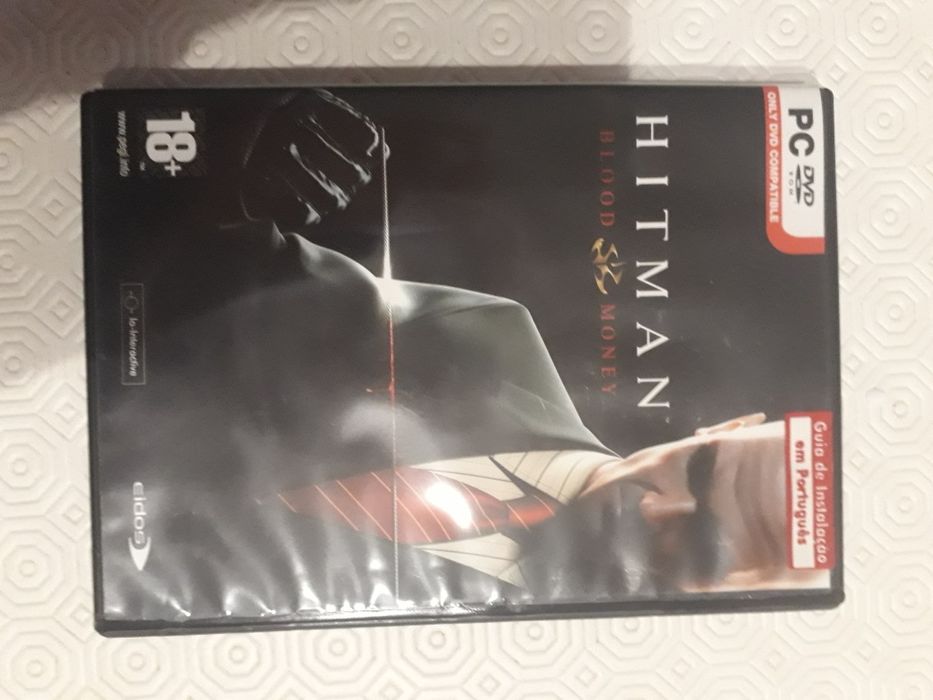 PC DVD
ROM
ONLY DVD COMPATIBLE
Guia de Instalação
em Português
HITMAN
BLOOD MONEY
18+
™
www.pegi.info
Io-Interactive
eidos